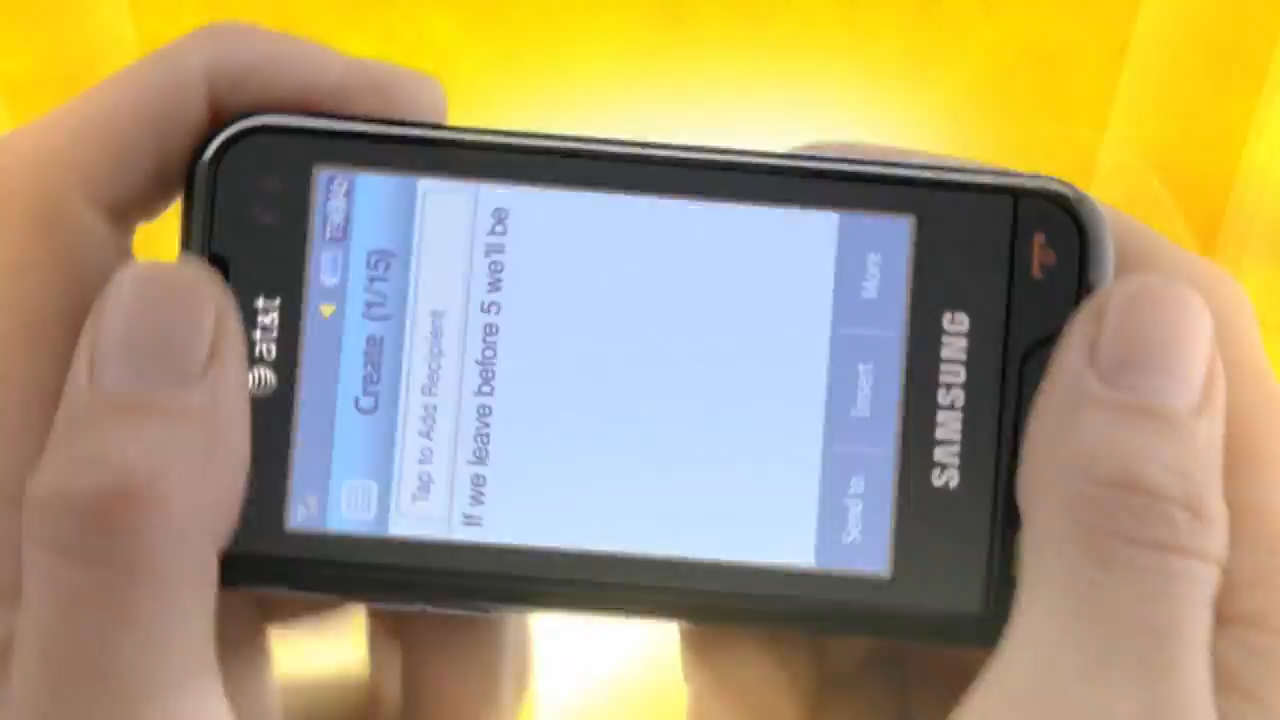 at&t
Create (1/15)
Tap to Add Recipient
If we leave before 5 we'll be
Send to
Insert
More
SAMSUNG